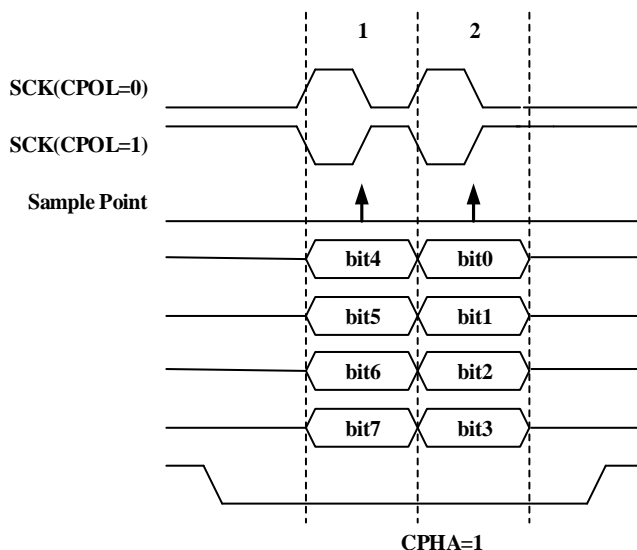 1 2
SCK(CPOL=0)
SCK(CPOL=1)
Sample Point
bit4 bit0
bit5 bit1
bit6 bit2
bit7 bit3
CPHA=1